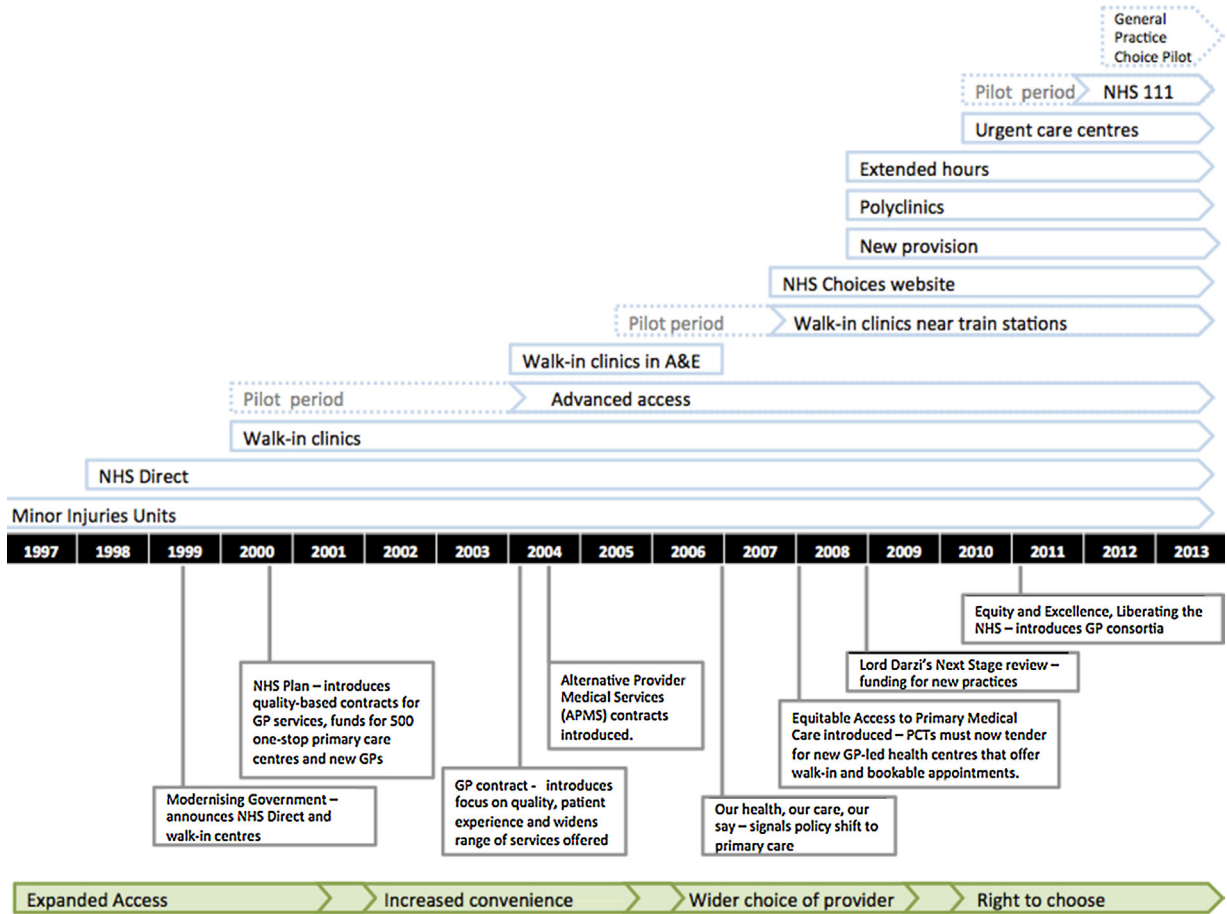 General
Practice
Choice Pilot
Pilot period
NHS 111
Urgent care centres
Extended hours
Polyclinics
New provision
NHS Choices website
Pilot period
Walk-in clinics near train stations
Walk-in clinics in A&E
Pilot period
Advanced access
Walk-in clinics
NHS Direct
Minor Injuries Units
1997 1998 1999 2000 2001 2002 2003 2004 2005 2006 2007 2008 2009 2010 2011 2012 2013
Equity and Excellence, Liberating the
NHS – introduces GP consortia
Lord Darzi's Next Stage review –
funding for new practices
NHS Plan – introduces
quality-based contracts for
GP services, funds for 500
one-stop primary care
centres and new GPs
Alternative Provider
Medical Services
(APMS) contracts
introduced.
Equitable Access to Primary Medical
Care introduced – PCTs must now tender
for new GP-led health centres that offer
walk-in and bookable appointments.
Modernising Government –
announces NHS Direct and
walk-in centres
GP contract - introduces
focus on quality, patient
experience and widens
range of services offered
Our health, our care, our
say – signals policy shift to
primary care
Expanded Access
Increased convenience
Wider choice of provider
Right to choose